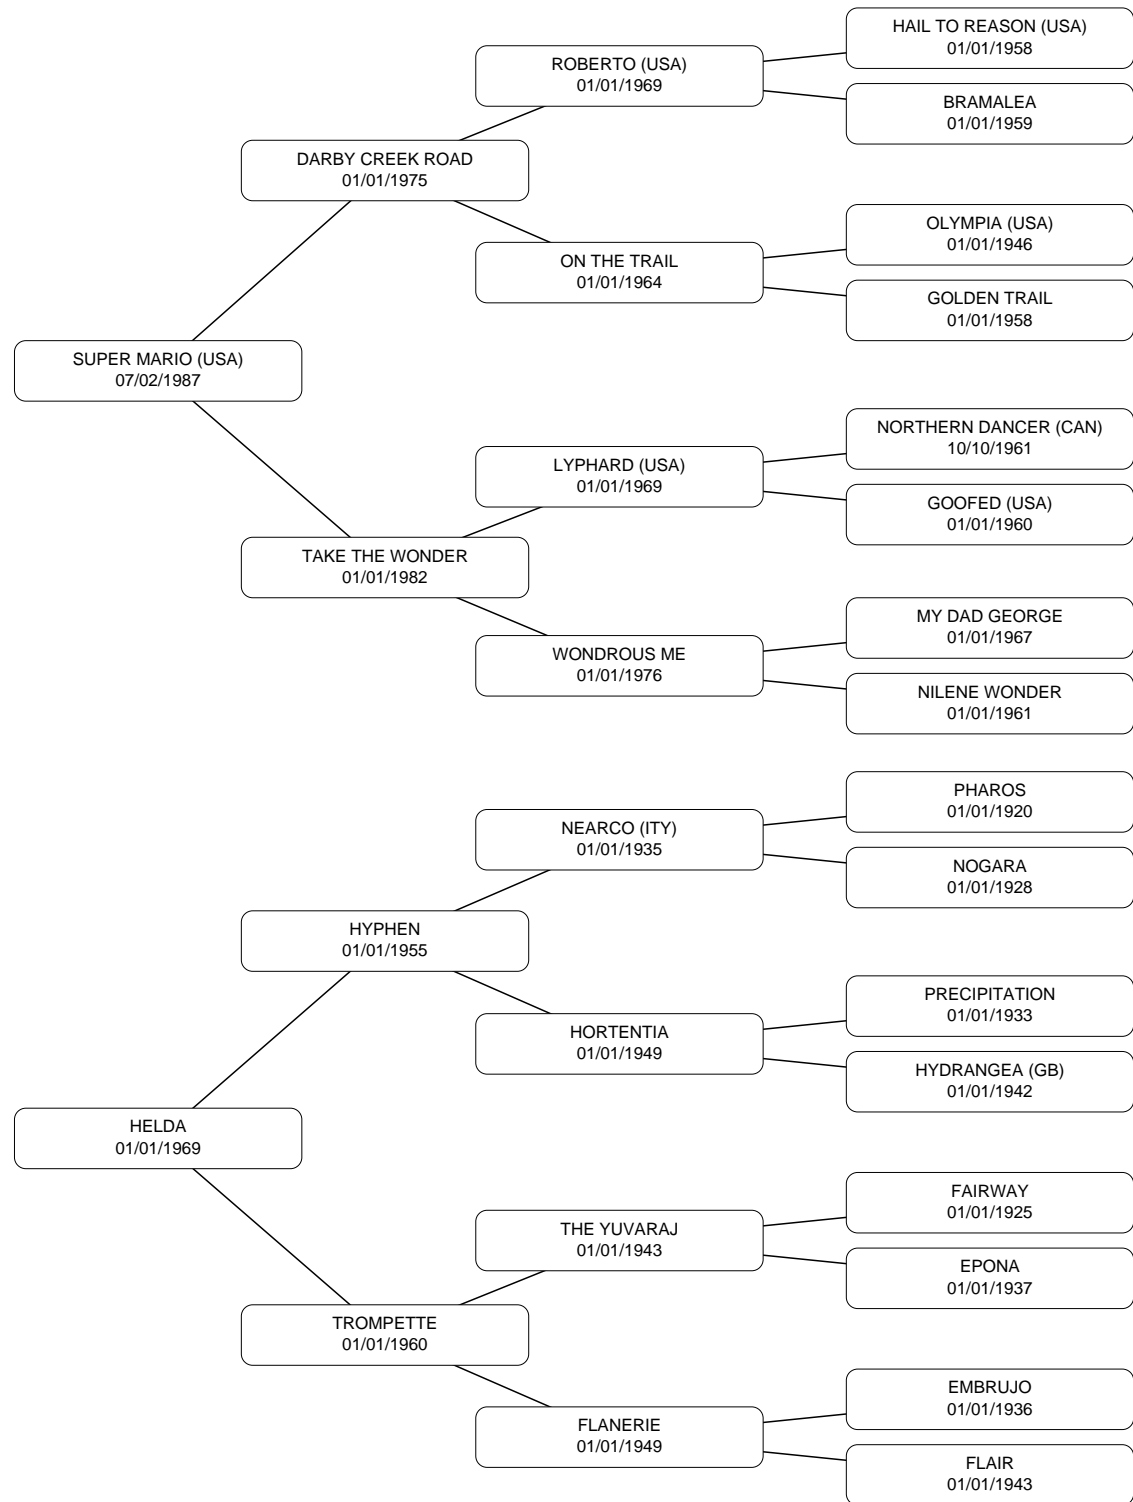 HAIL TO REASON (USA)
01/01/1958
ROBERTO (USA)
01/01/1969
BRAMALEA
01/01/1959
DARBY CREEK ROAD
01/01/1975
OLYMPIA (USA)
01/01/1946
ON THE TRAIL
01/01/1964
GOLDEN TRAIL
01/01/1958
SUPER MARIO (USA)
07/02/1987
NORTHERN DANCER (CAN)
10/10/1961
LYPHARD (USA)
01/01/1969
GOOFED (USA)
01/01/1960
TAKE THE WONDER
01/01/1982
MY DAD GEORGE
01/01/1967
WONDROUS ME
01/01/1976
NILENE WONDER
01/01/1961
PHAROS
01/01/1920
NEARCO (ITY)
01/01/1935
NOGARA
01/01/1928
HYPHEN
01/01/1955
PRECIPITATION
01/01/1933
HORTENTIA
01/01/1949
HYDRANGEA (GB)
01/01/1942
HELDA
01/01/1969
FAIRWAY
01/01/1925
THE YUVARAJ
01/01/1943
EPONA
01/01/1937
TROMPETTE
01/01/1960
EMBRUJO
01/01/1936
FLANERIE
01/01/1949
FLAIR
01/01/1943